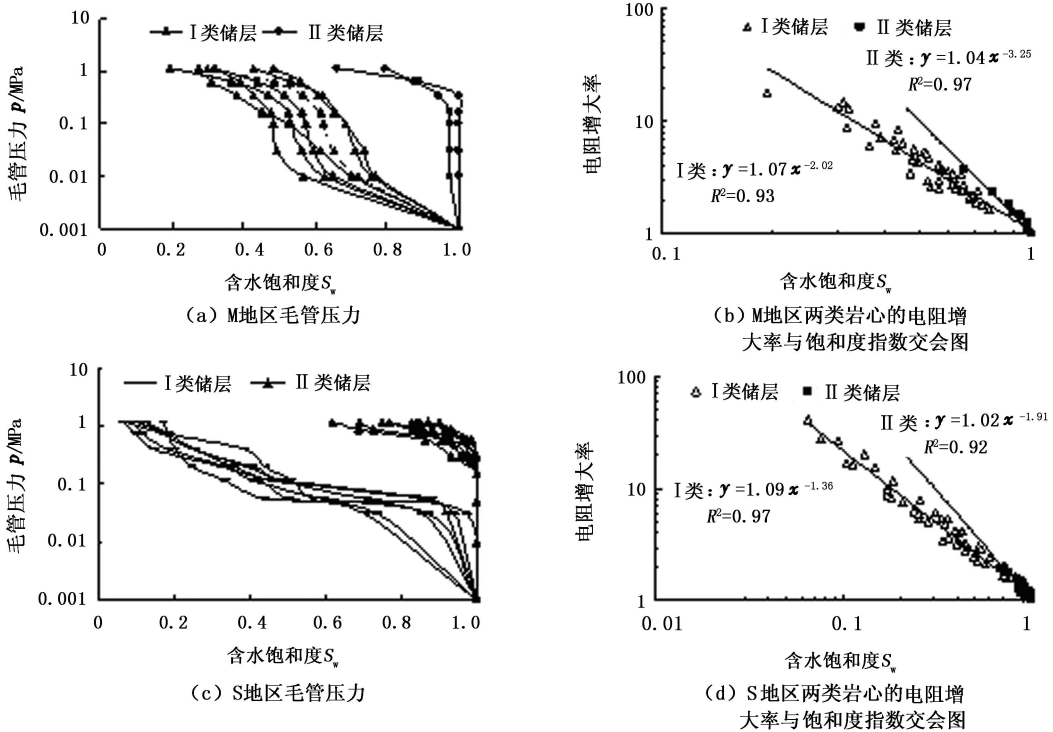 10
1
0.1
0.01
0.001
毛管压力 p/MPa
Ⅰ类储层
Ⅱ类储层
0
0.2
0.4
0.6
0.8
1.0
含水饱和度Sw
(a) M地区毛管压力
100
10
1
电阻增大率
Ⅰ类储层
Ⅱ类储层
Ⅱ类: y=1.04x^-3.25
R²=0.97
Ⅰ类: y=1.07x^-2.02
R²=0.93
0.1
1
含水饱和度Sw
(b) M地区两类岩心的电阻增
大率与饱和度指数交会图
10
1
0.1
0.01
0.001
毛管压力 p/MPa
Ⅰ类储层
Ⅱ类储层
0
0.2
0.4
0.6
0.8
1.0
含水饱和度Sw
(c) S地区毛管压力
100
10
1
电阻增大率
Ⅰ类储层
Ⅱ类储层
Ⅱ类: y=1.02x^-1.91
R²=0.92
Ⅰ类: y=1.09x^-1.36
R²=0.97
0.01
0.1
1
含水饱和度Sw
(d) S地区两类岩心的电阻增
大率与饱和度指数交会图